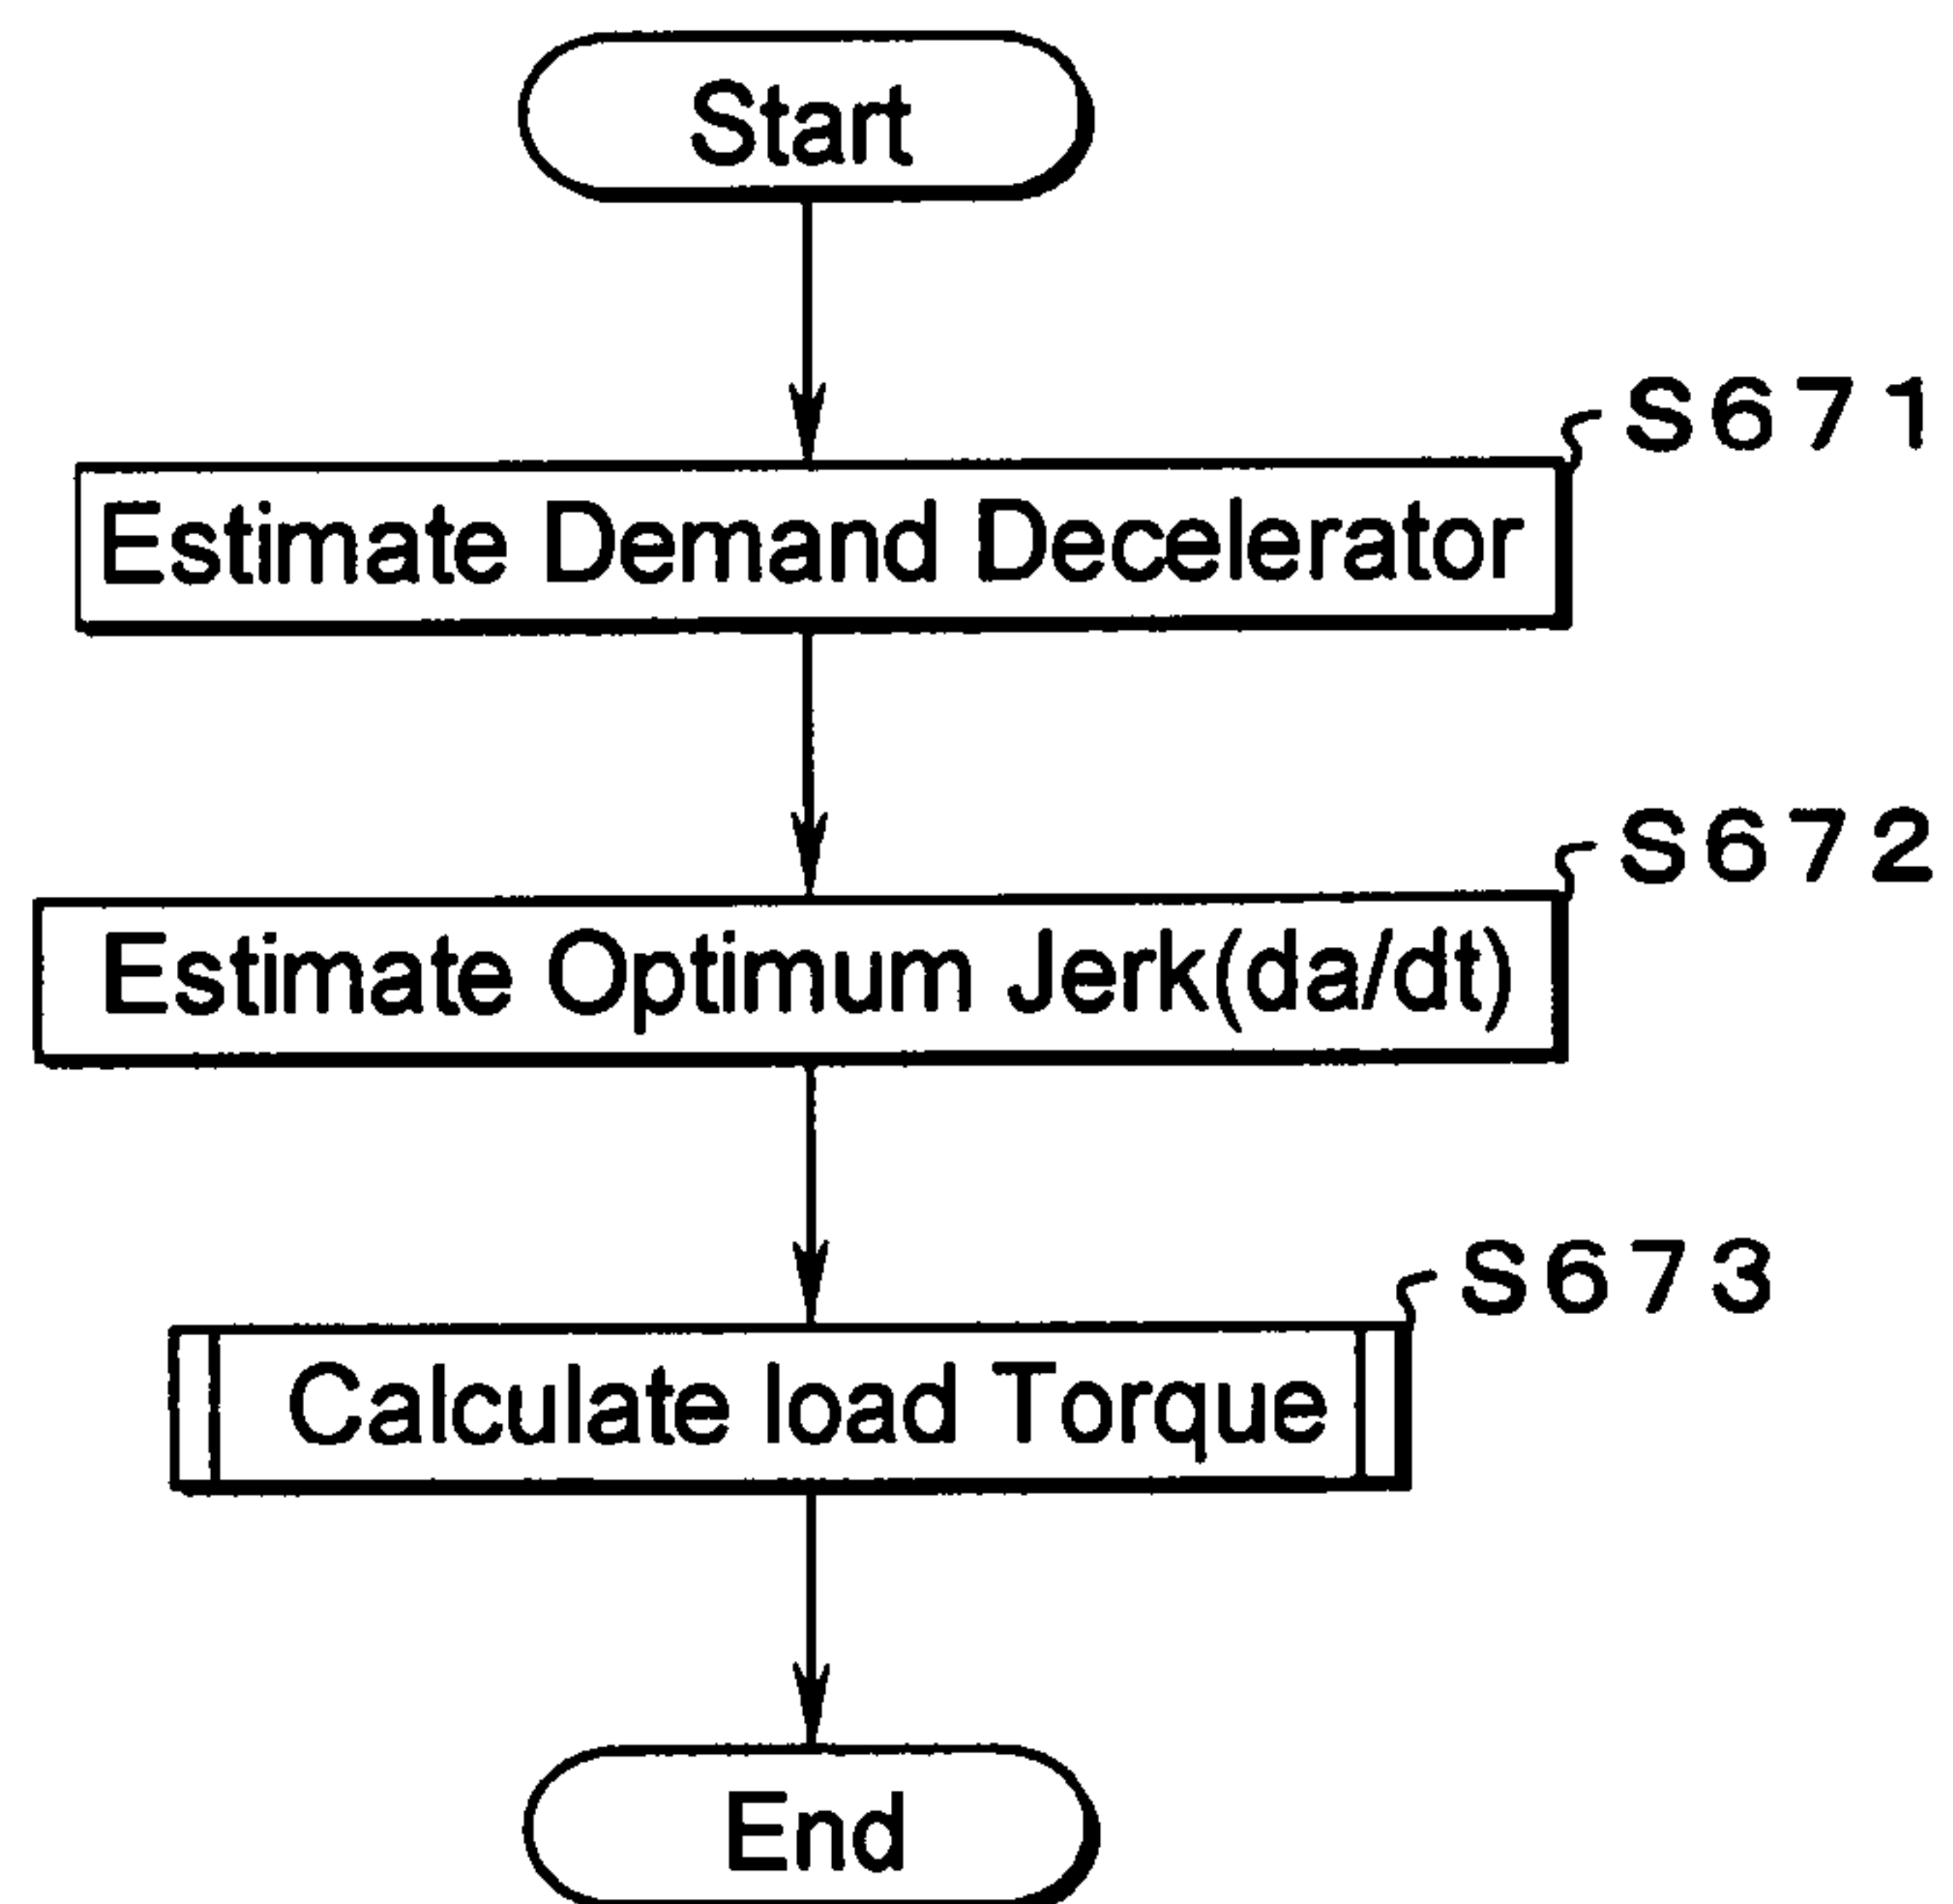 Start
S671
Estimate Demand Decelerator
S672
Estimate Optimum Jerk(da/dt)
S673
Calculate load Torque
End